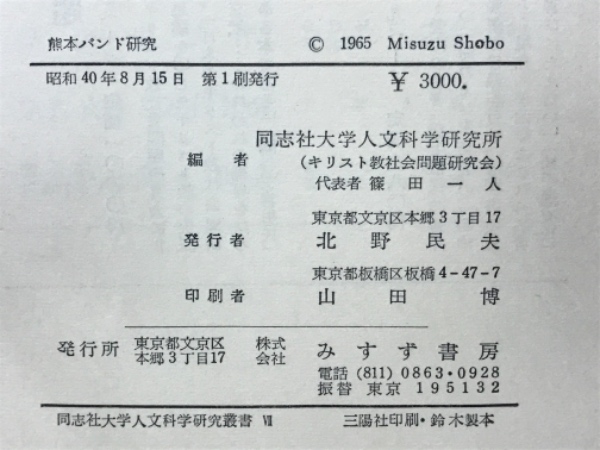 熊本バンド研究 © 1965 Misuzu Shobo
昭和40年8月15日 第1刷発行 ¥ 3000.
同志社大学人文科学研究所
編者 (キリスト教社会問題研究会)
代表者 篠田一人
東京都文京区本郷3丁目17
発行者 北野民夫
東京都板橋区板橋4-47-7
印刷者 山田博
発行所 東京都文京区 株式 みすず書房
本郷3丁目17 会社
電話 (811) 0863・0928
振替 東京 195132
同志社大学人文科学研究叢書 Ⅶ 三陽社印刷・鈴木製本